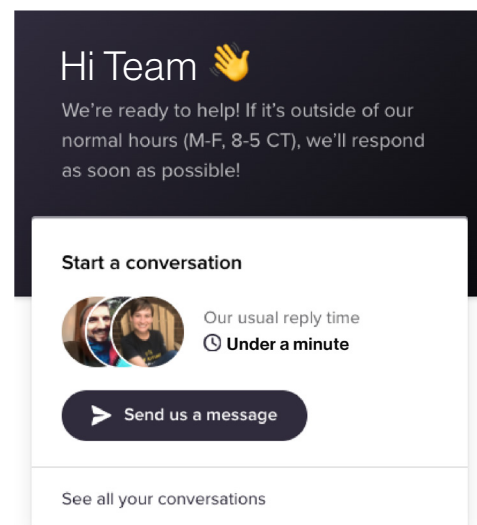 Hi Team 👋
We're ready to help! If it's outside of our
normal hours (M-F, 8-5 CT), we'll respond
as soon as possible!
Start a conversation
Our usual reply time
Under a minute
Send us a message
See all your conversations